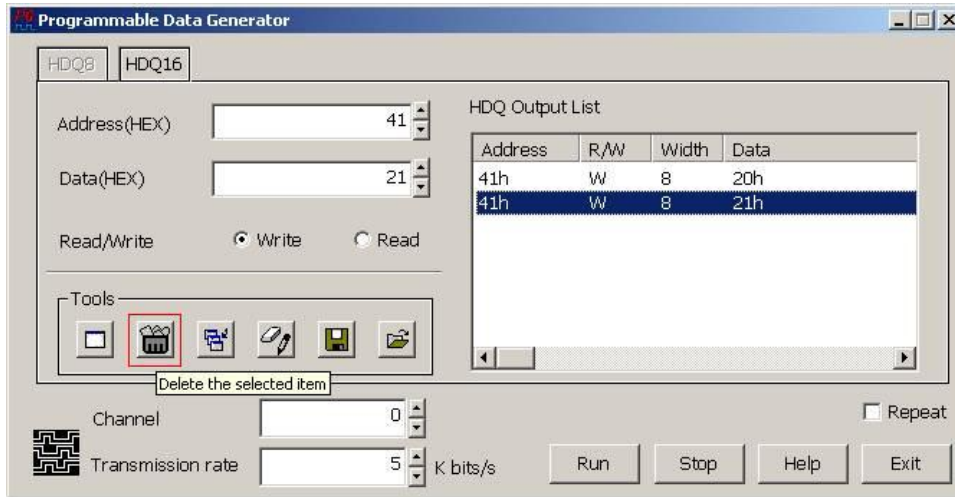 Programmable Data Generator
HDQ8 HDQ16
Address(HEX) 41
Data(HEX) 21
Read/Write Write Read
Tools
Delete the selected item
HDQ Output List
Address R/W Width Data
41h W 8 20h
41h W 8 21h
Channel 0
Repeat
Transmission rate 5 K bits/s
Run Stop Help Exit